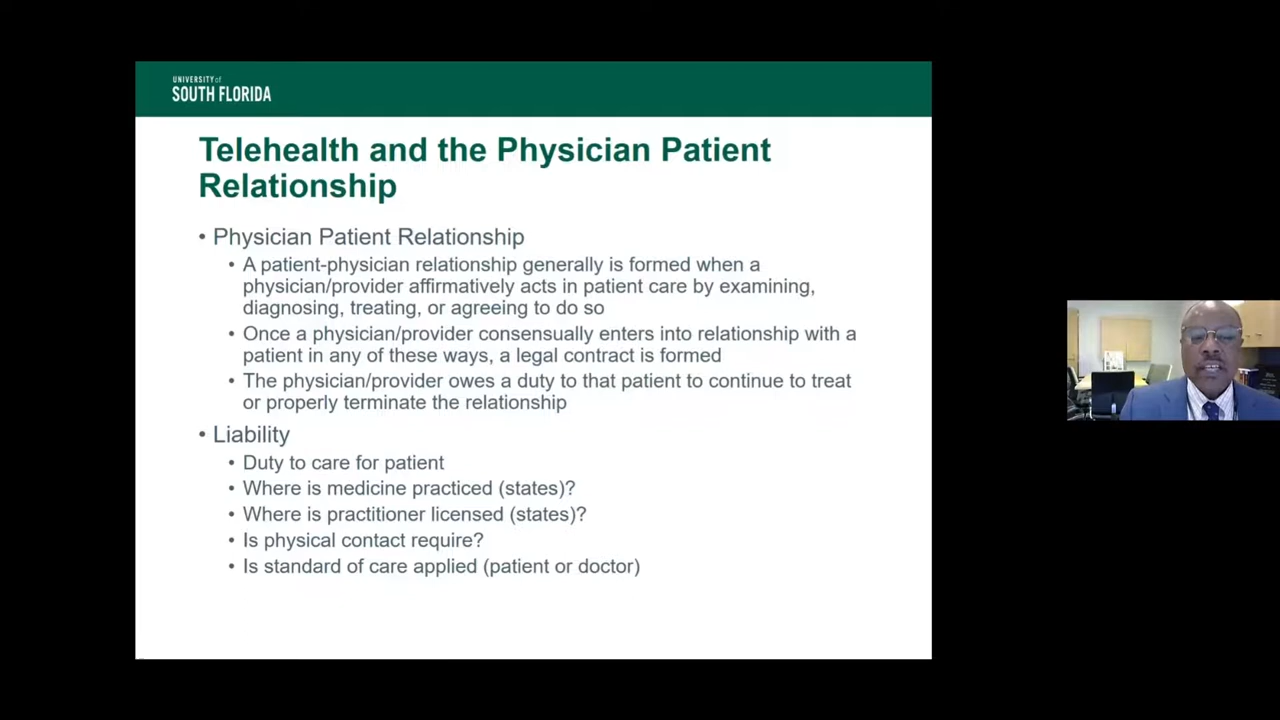 UNIVERSITY of
SOUTH FLORIDA
Telehealth and the Physician Patient
Relationship
• Physician Patient Relationship
• A patient-physician relationship generally is formed when a
physician/provider affirmatively acts in patient care by examining,
diagnosing, treating, or agreeing to do so
• Once a physician/provider consensually enters into relationship with a
patient in any of these ways, a legal contract is formed
• The physician/provider owes a duty to that patient to continue to treat
or properly terminate the relationship
• Liability
• Duty to care for patient
• Where is medicine practiced (states)?
• Where is practitioner licensed (states)?
• Is physical contact require?
• Is standard of care applied (patient or doctor)